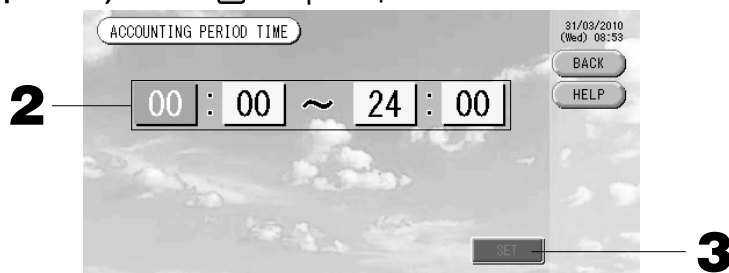 ACCOUNTING PERIOD TIME
31/03/2010
(Wed) 08:53
BACK
HELP
2
00 : 00 ~ 24 : 00
SET
3